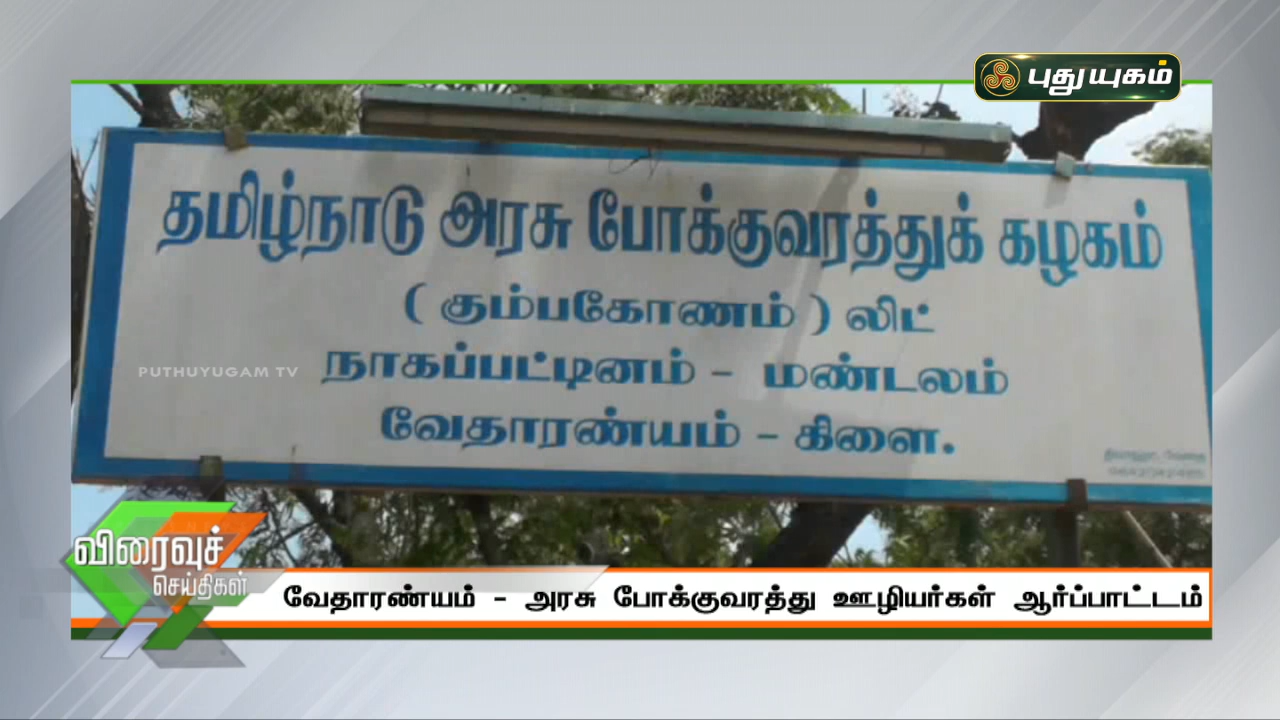 புதுயுகம்
தமிழ்நாடு அரசு போக்குவரத்துக் கழகம்
( கும்பகோணம் ) லிட்
நாகப்பட்டினம் - மண்டலம்
PUTHUYUGAM TV
வேதாரண்யம் - கிளை.
விரைவுச்
செய்திகள்
வேதாரண்யம் - அரசு போக்குவரத்து ஊழியர்கள் ஆர்ப்பாட்டம்